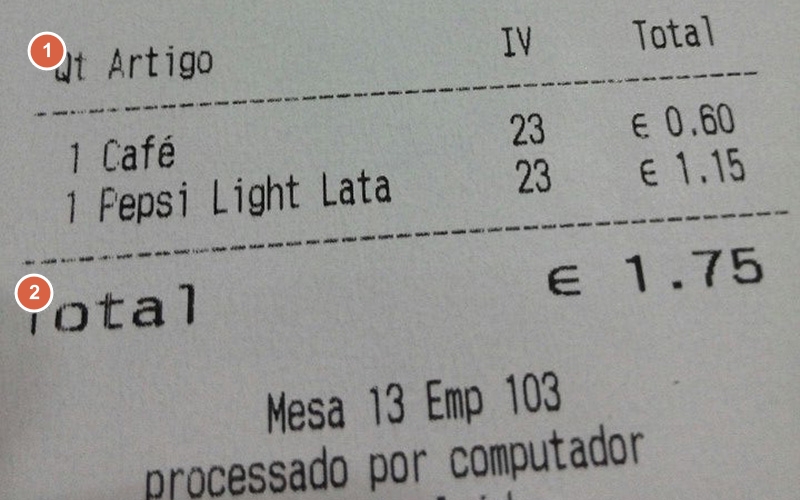 Qt Artigo IV Total
1 Café 23 € 0.60
1 Pepsi Light Lata 23 € 1.15
Total € 1.75
Mesa 13 Emp 103
processado por computador